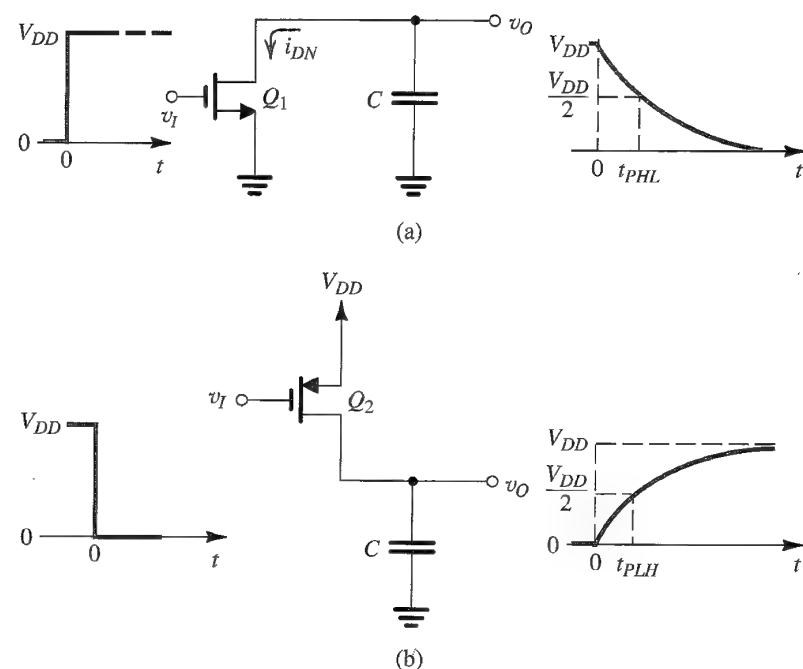 V_DD
0
0
t
v_I
i_DN
Q_1
C
v_O
V_DD
V_DD/2
0
t_PHL
t
(a)
V_DD
v_I
Q_2
V_DD
0
0
t
C
v_O
V_DD
V_DD/2
0
0
t_PLH
t
(b)